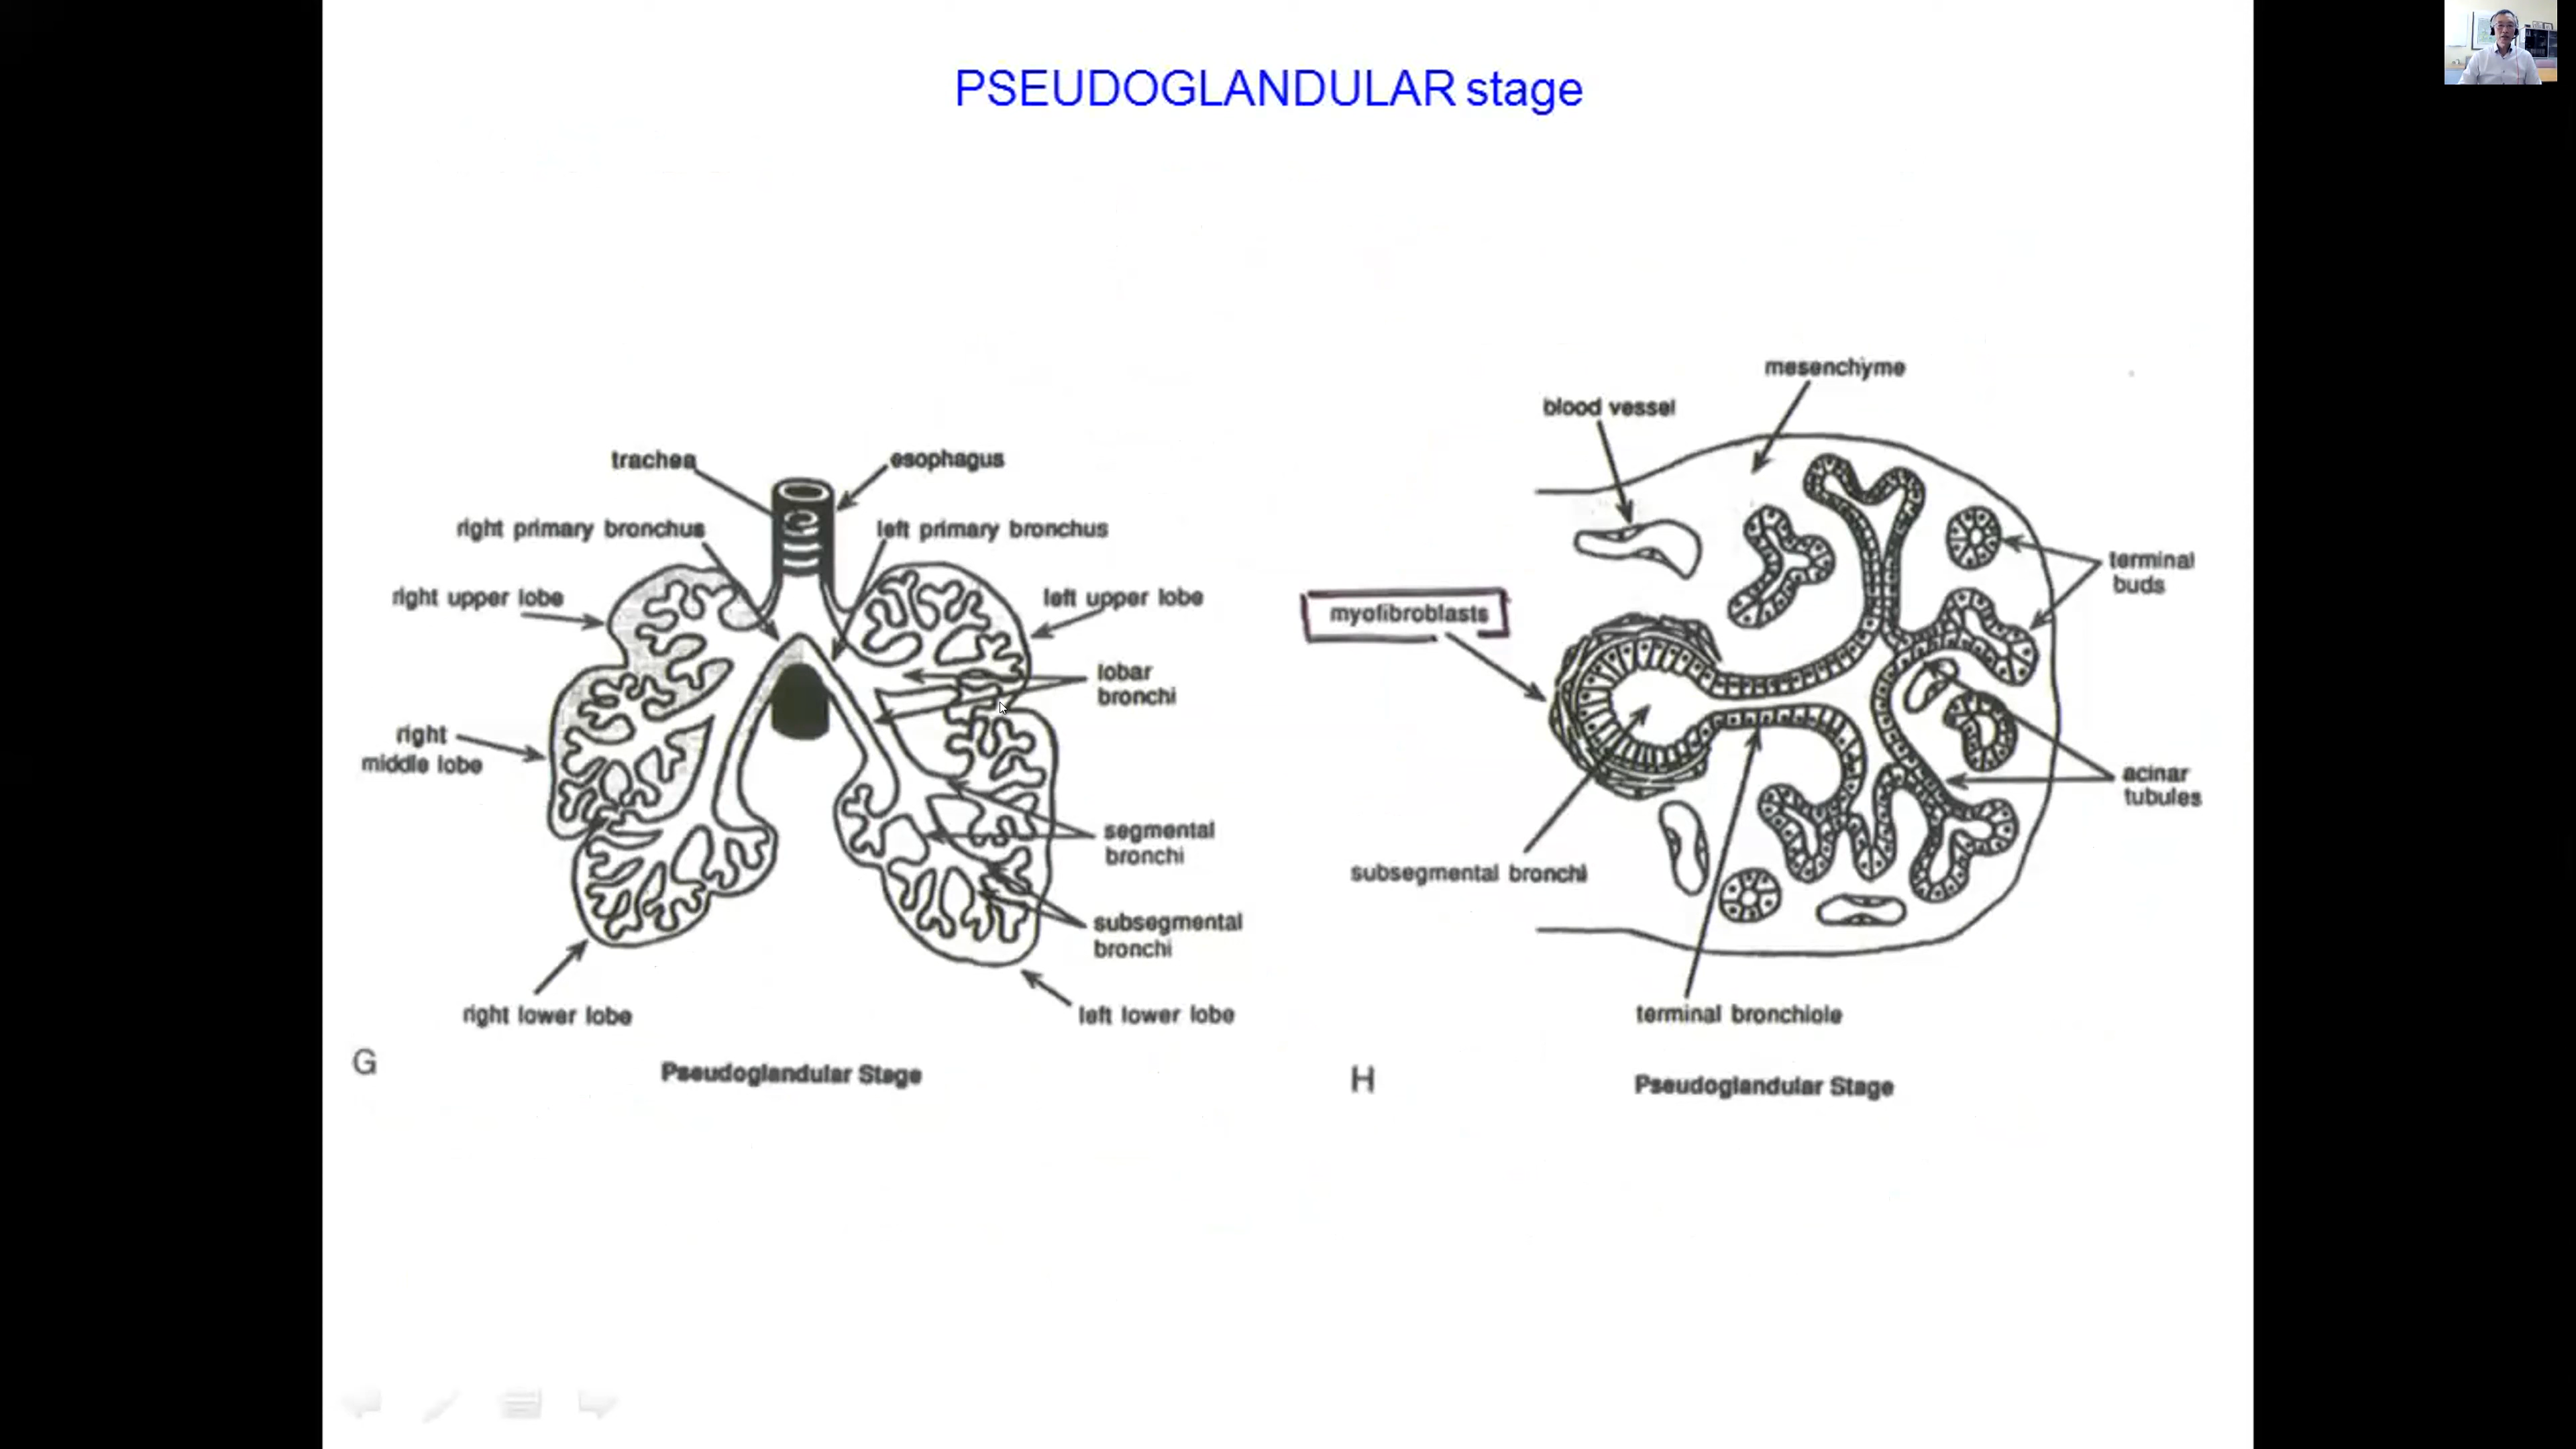 PSEUDOGLANDULAR stage
trachea
esophagus
right primary bronchus
left primary bronchus
right upper lobe
left upper lobe
lobar
bronchi
right
middle lobe
segmental
bronchi
subsegmental
bronchi
right lower lobe
left lower lobe
G
Pseudoglandular Stage
mesenchyme
blood vessel
terminal
buds
myofibroblasts
acinar
tubules
subsegmental bronchi
terminal bronchiole
H
Pseudoglandular Stage